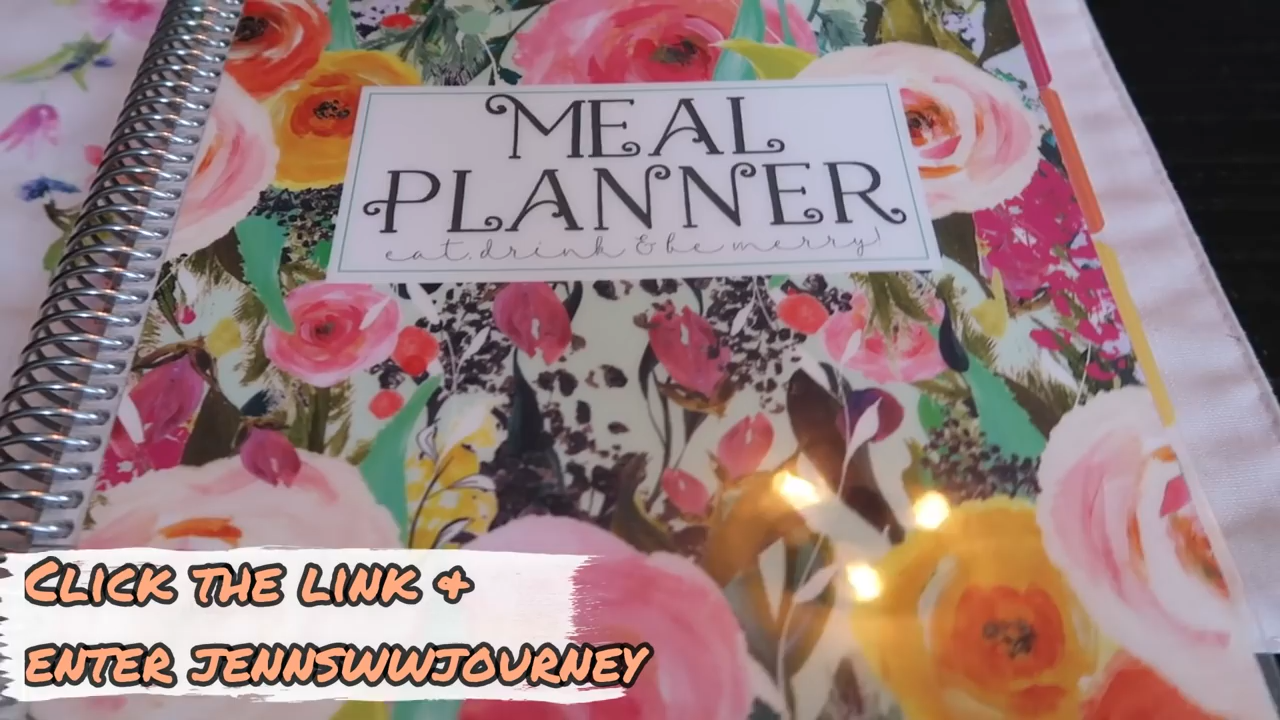 MEAL
PLANNER
eat, drink & be merry!
CLICK THE LINK &
ENTER JENNSWWJOURNEY